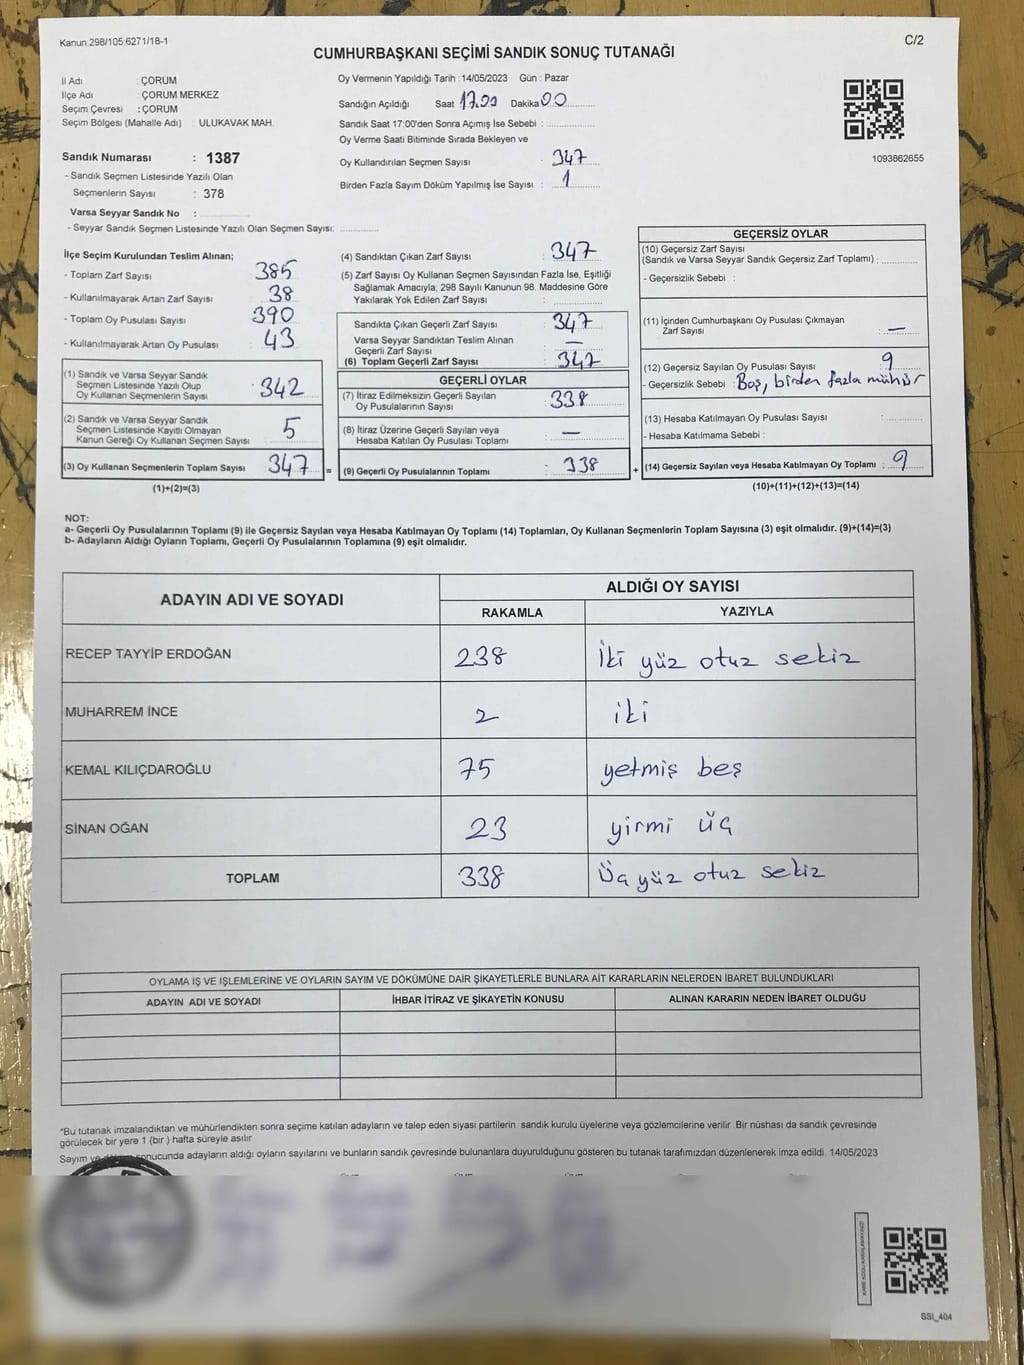 Kanun:298/105 6271/18-1
C/2
CUMHURBAŞKANI SEÇİMİ SANDIK SONUÇ TUTANAĞI
İl Adı : ÇORUM
İlçe Adı : ÇORUM MERKEZ
Seçim Çevresi : ÇORUM
Seçim Bölgesi (Mahalle Adı) : ULUKAVAK MAH.
Sandık Numarası : 1387
- Sandık Seçmen Listesinde Yazılı Olan
Seçmenlerin Sayısı : 378
Varsa Seyyar Sandık No :
- Seyyar Sandık Seçmen Listesinde Yazılı Olan Seçmen Sayısı:
Oy Vermenin Yapıldığı Tarih : 14/05/2023 Gün : Pazar
Sandığın Açıldığı Saat 17.00 Dakika 00
Sandık Saat 17:00'den Sonra Açımış İse Sebebi :
Oy Verme Saati Bitiminde Sırada Bekleyen ve
Oy Kullandırılan Seçmen Sayısı : 347
Birden Fazla Sayım Döküm Yapılmış İse Sayısı : 1
1093862655
İlçe Seçim Kurulundan Teslim Alınan;
- Toplam Zarf Sayısı 385
- Kullanılmayarak Artan Zarf Sayısı 38
- Toplam Oy Pusulası Sayısı 390
- Kullanılmayarak Artan Oy Pusulası 43
(1) Sandık ve Varsa Seyyar Sandık
Seçmen Listesinde Yazılı Olup
Oy Kullanan Seçmenlerin Sayısı : 342
(2) Sandık ve Varsa Seyyar Sandık
Seçmen Listesinde Kayıtlı Olmayan
Kanun Gereği Oy Kullanan Seçmen Sayısı 5
(3) Oy Kullanan Seçmenlerin Toplam Sayısı : 347 =
(1)+(2)=(3)
(4) Sandıktan Çıkan Zarf Sayısı : 347
(5) Zarf Sayısı Oy Kullanan Seçmen Sayısından Fazla İse, Eşitliği
Sağlamak Amacıyla, 298 Sayılı Kanunun 98. Maddesine Göre
Yakılarak Yok Edilen Zarf Sayısı :
Sandıkta Çıkan Geçerli Zarf Sayısı : 347
Varsa Seyyar Sandıktan Teslim Alınan
Geçerli Zarf Sayısı : —
(6) Toplam Geçerli Zarf Sayısı : 347
GEÇERLİ OYLAR
(7) İtiraz Edilmeksizin Geçerli Sayılan
Oy Pusulalarının Sayısı : 338
(8) İtiraz Üzerine Geçerli Sayılan veya
Hesaba Katılan Oy Pusulası Toplamı : —
(9) Geçerli Oy Pusulalarının Toplamı : 338 +
GEÇERSİZ OYLAR
(10) Geçersiz Zarf Sayısı
(Sandık ve Varsa Seyyar Sandık Geçersiz Zarf Toplamı) :
- Geçersizlik Sebebi :
(11) İçinden Cumhurbaşkanı Oy Pusulası Çıkmayan
Zarf Sayısı : —
(12) Geçersiz Sayılan Oy Pusulası Sayısı : 9
- Geçersizlik Sebebi : Boş, birden fazla mühür
(13) Hesaba Katılmayan Oy Pusulası Sayısı :
- Hesaba Katılmama Sebebi :
(14) Geçersiz Sayılan veya Hesaba Katılmayan Oy Toplamı : 9
(10)+(11)+(12)+(13)=(14)
NOT:
a- Geçerli Oy Pusulalarının Toplamı (9) ile Geçersiz Sayılan veya Hesaba Katılmayan Oy Toplamı (14) Toplamları, Oy Kullanan Seçmenlerin Toplam Sayısına (3) eşit olmalıdır. (9)+(14)=(3)
b- Adayların Aldığı Oyların Toplamı, Geçerli Oy Pusulalarının Toplamına (9) eşit olmalıdır.
ADAYIN ADI VE SOYADI
ALDIĞI OY SAYISI
RAKAMLA YAZIYLA
RECEP TAYYİP ERDOĞAN 238 İki yüz otuz sekiz
MUHARREM İNCE 2 iki
KEMAL KILIÇDAROĞLU 75 yetmiş beş
SİNAN OĞAN 23 yirmi üç
TOPLAM 338 Üç yüz otuz sekiz
OYLAMA İŞ VE İŞLEMLERİNE VE OYLARIN SAYIM VE DÖKÜMÜNE DAİR ŞİKAYETLERLE BUNLARA AİT KARARLARIN NELERDEN İBARET BULUNDUKLARI
ADAYIN ADI VE SOYADI İHBAR İTİRAZ VE ŞİKAYETİN KONUSU ALINAN KARARIN NEDEN İBARET OLDUĞU
*Bu tutanak imzalandıktan ve mühürlendikten sonra seçime katılan adayların ve talep eden siyasi partilerin sandık kurulu üyelerine veya gözlemcilerine verilir. Bir nüshası da sandık çevresinde
görülecek bir yere 1 (bir ) hafta süreyle asılır.
Sayım ve sonucunda adayların aldığı oyların sayılarını ve bunların sandık çevresinde bulunanlara duyurulduğunu gösteren bu tutanak tarafımızdan düzenlenerek imza edildi. 14/05/2023
SSI_404